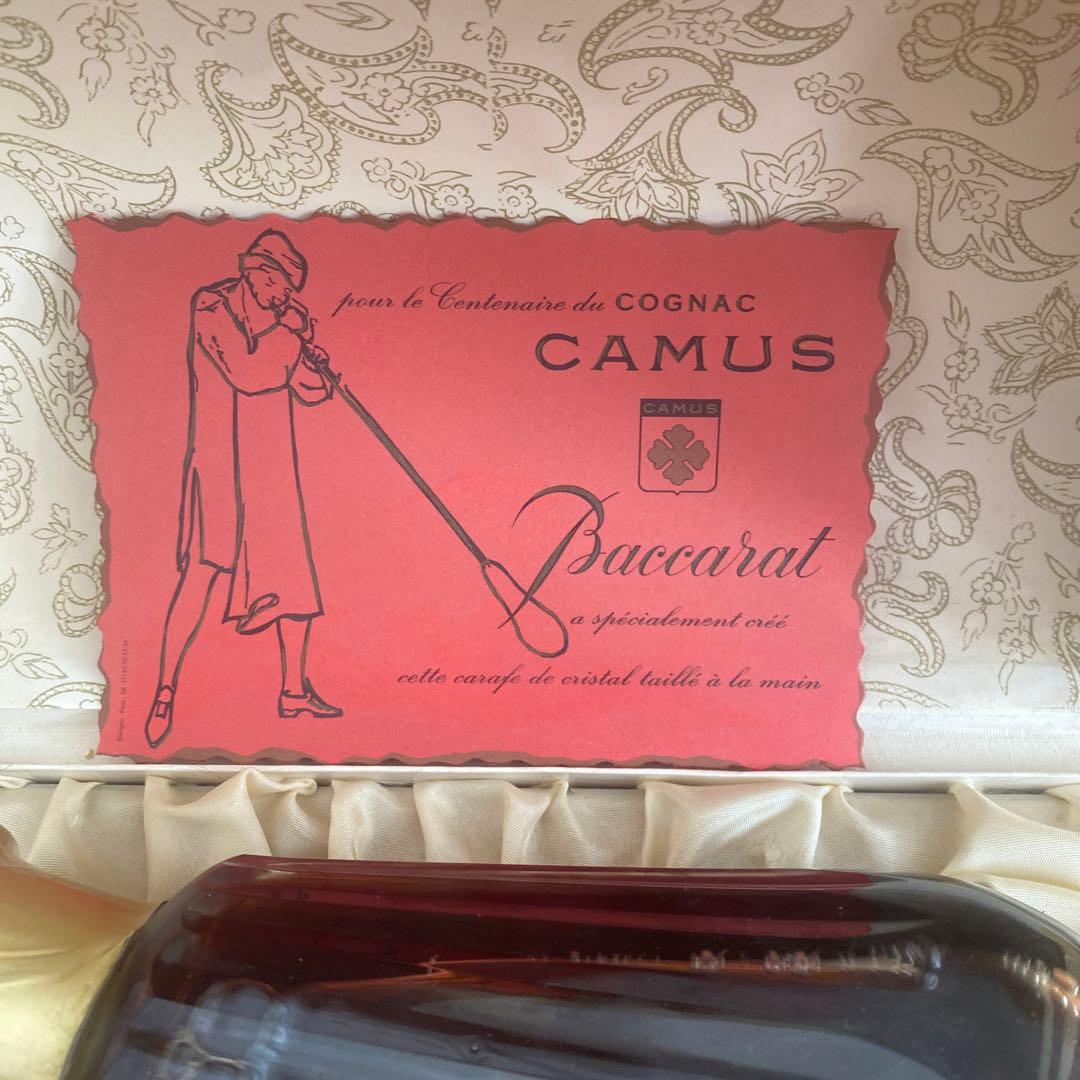 pour le Centenaire du COGNAC
CAMUS
CAMUS
Baccarat
a spécialement créé
cette carafe de cristal taillé à la main